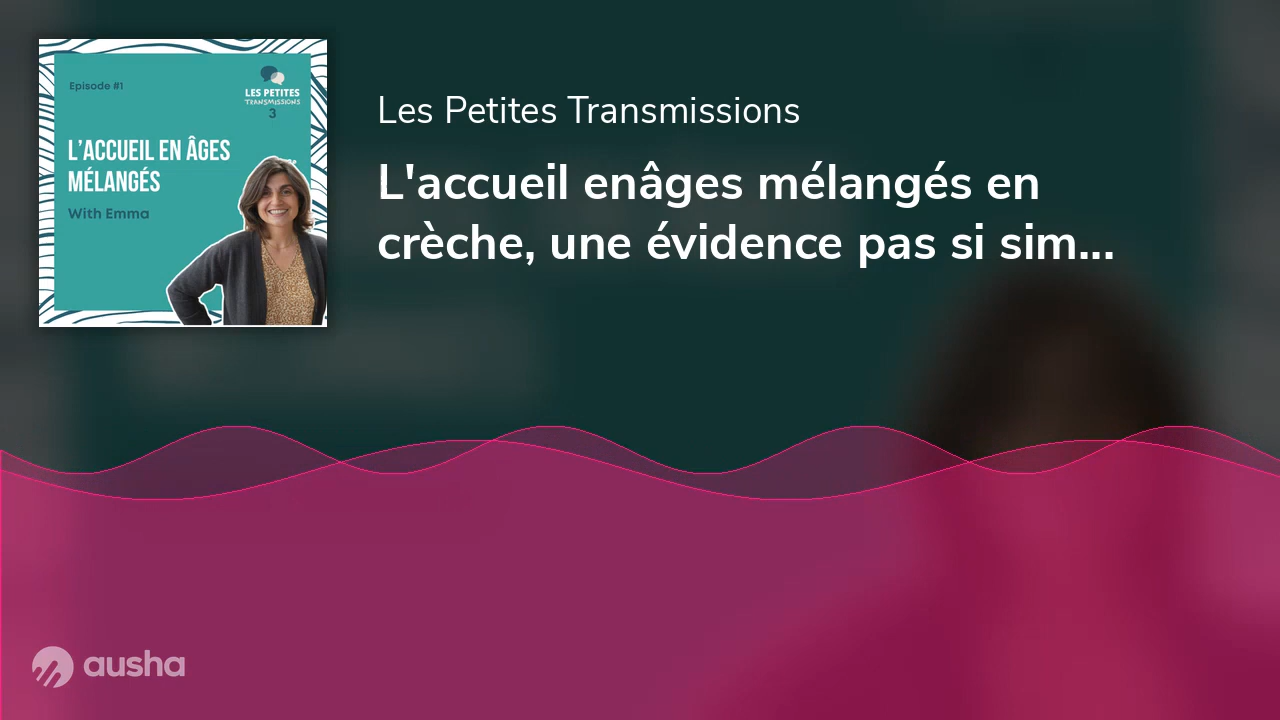 Episode #1
LES PETITES
TRANSMISSIONS
3
L'ACCUEIL EN ÂGES
MÉLANGÉS
With Emma
Les Petites Transmissions
L'accueil enâges mélangés en
crèche, une évidence pas si sim...
ausha